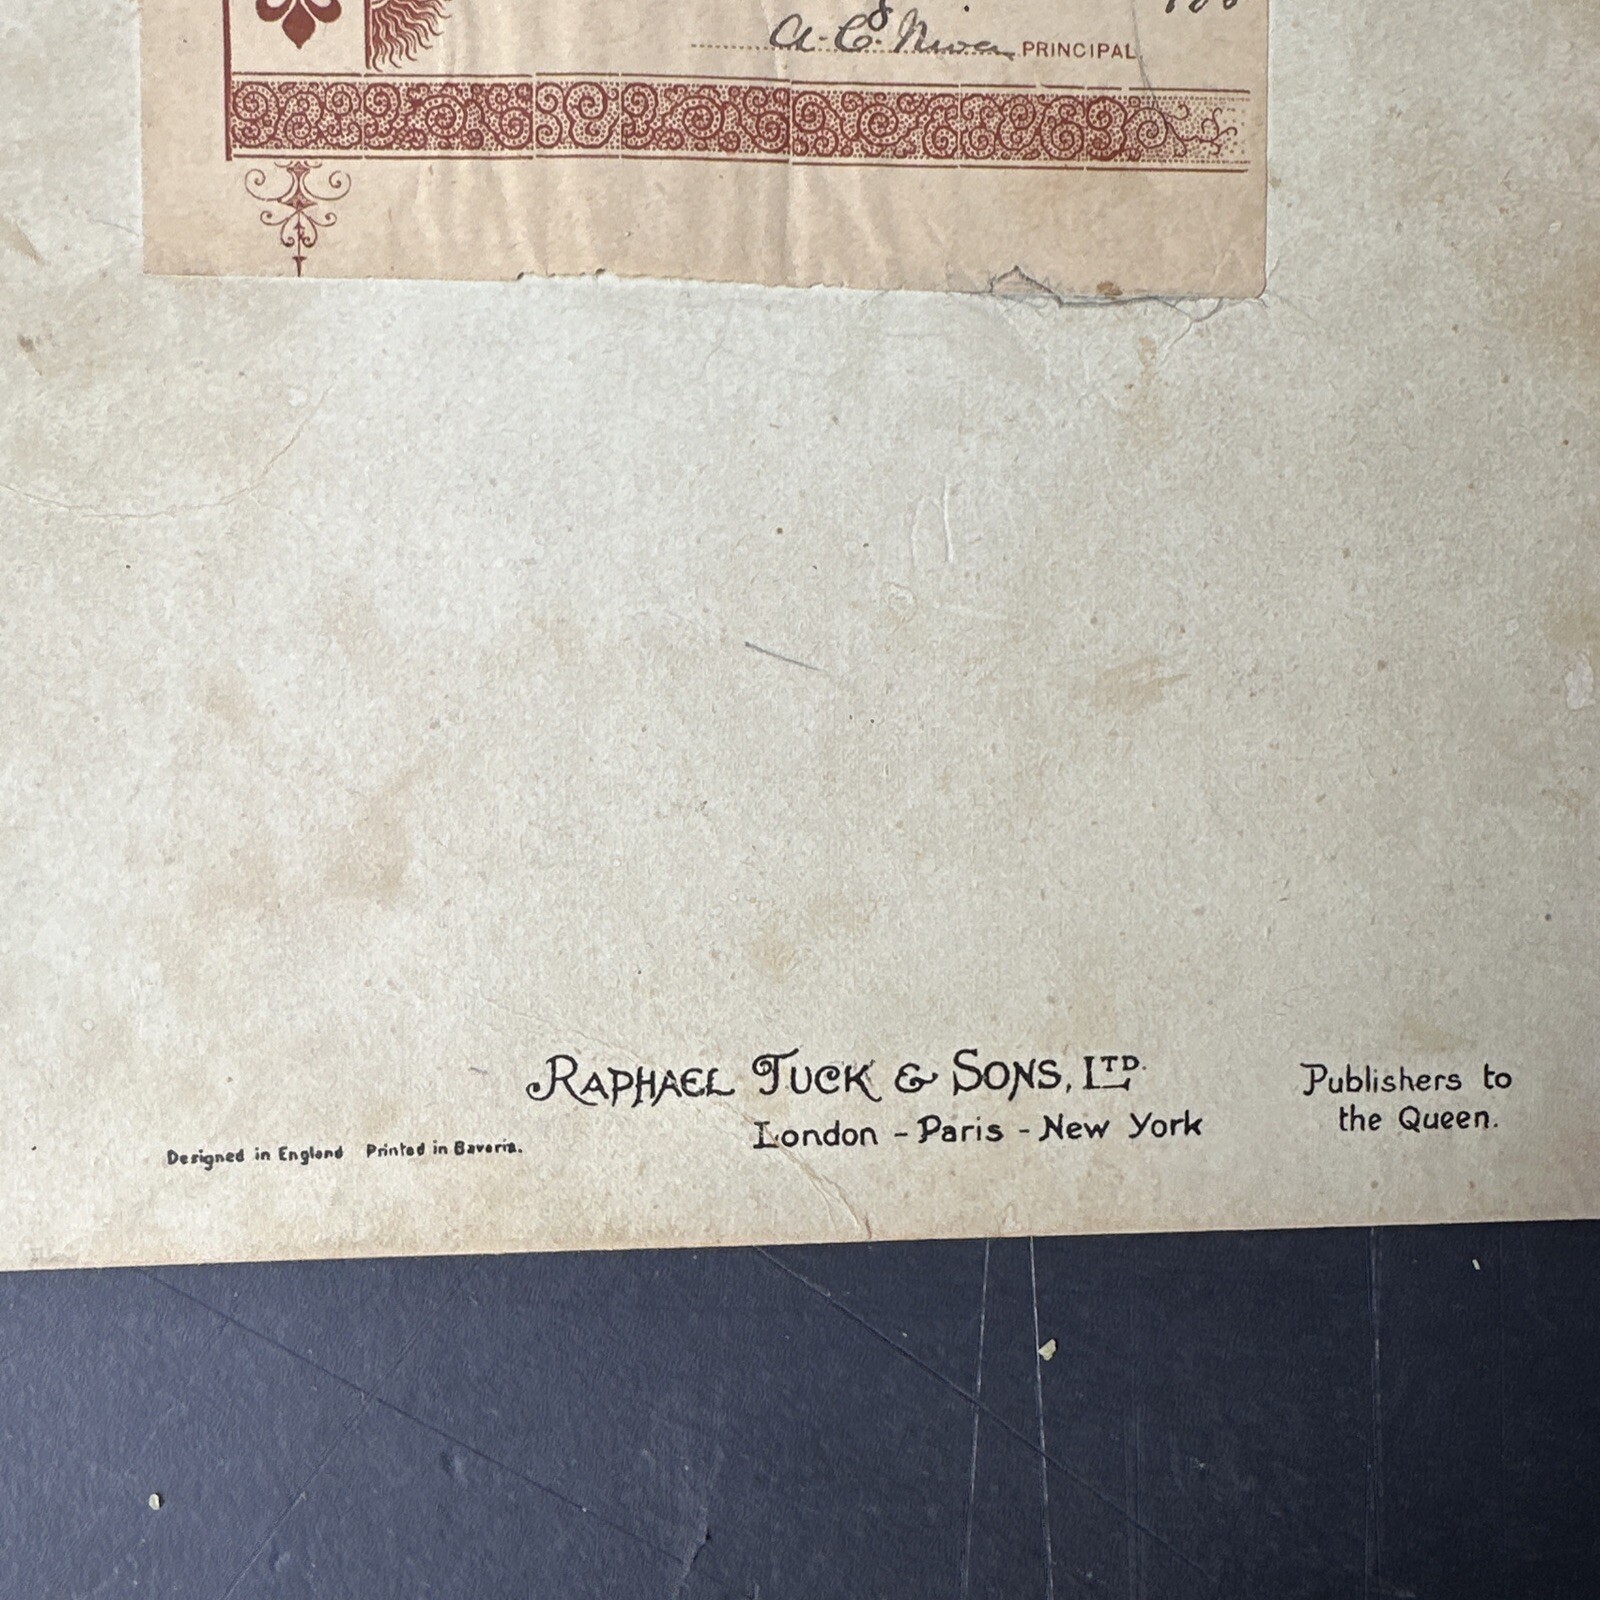 A. C. PRINCIPAL
RAPHAEL TUCK & SONS, LTD.
London - Paris - New York
Publishers to
the Queen.
Designed in England Printed in Bavaria.